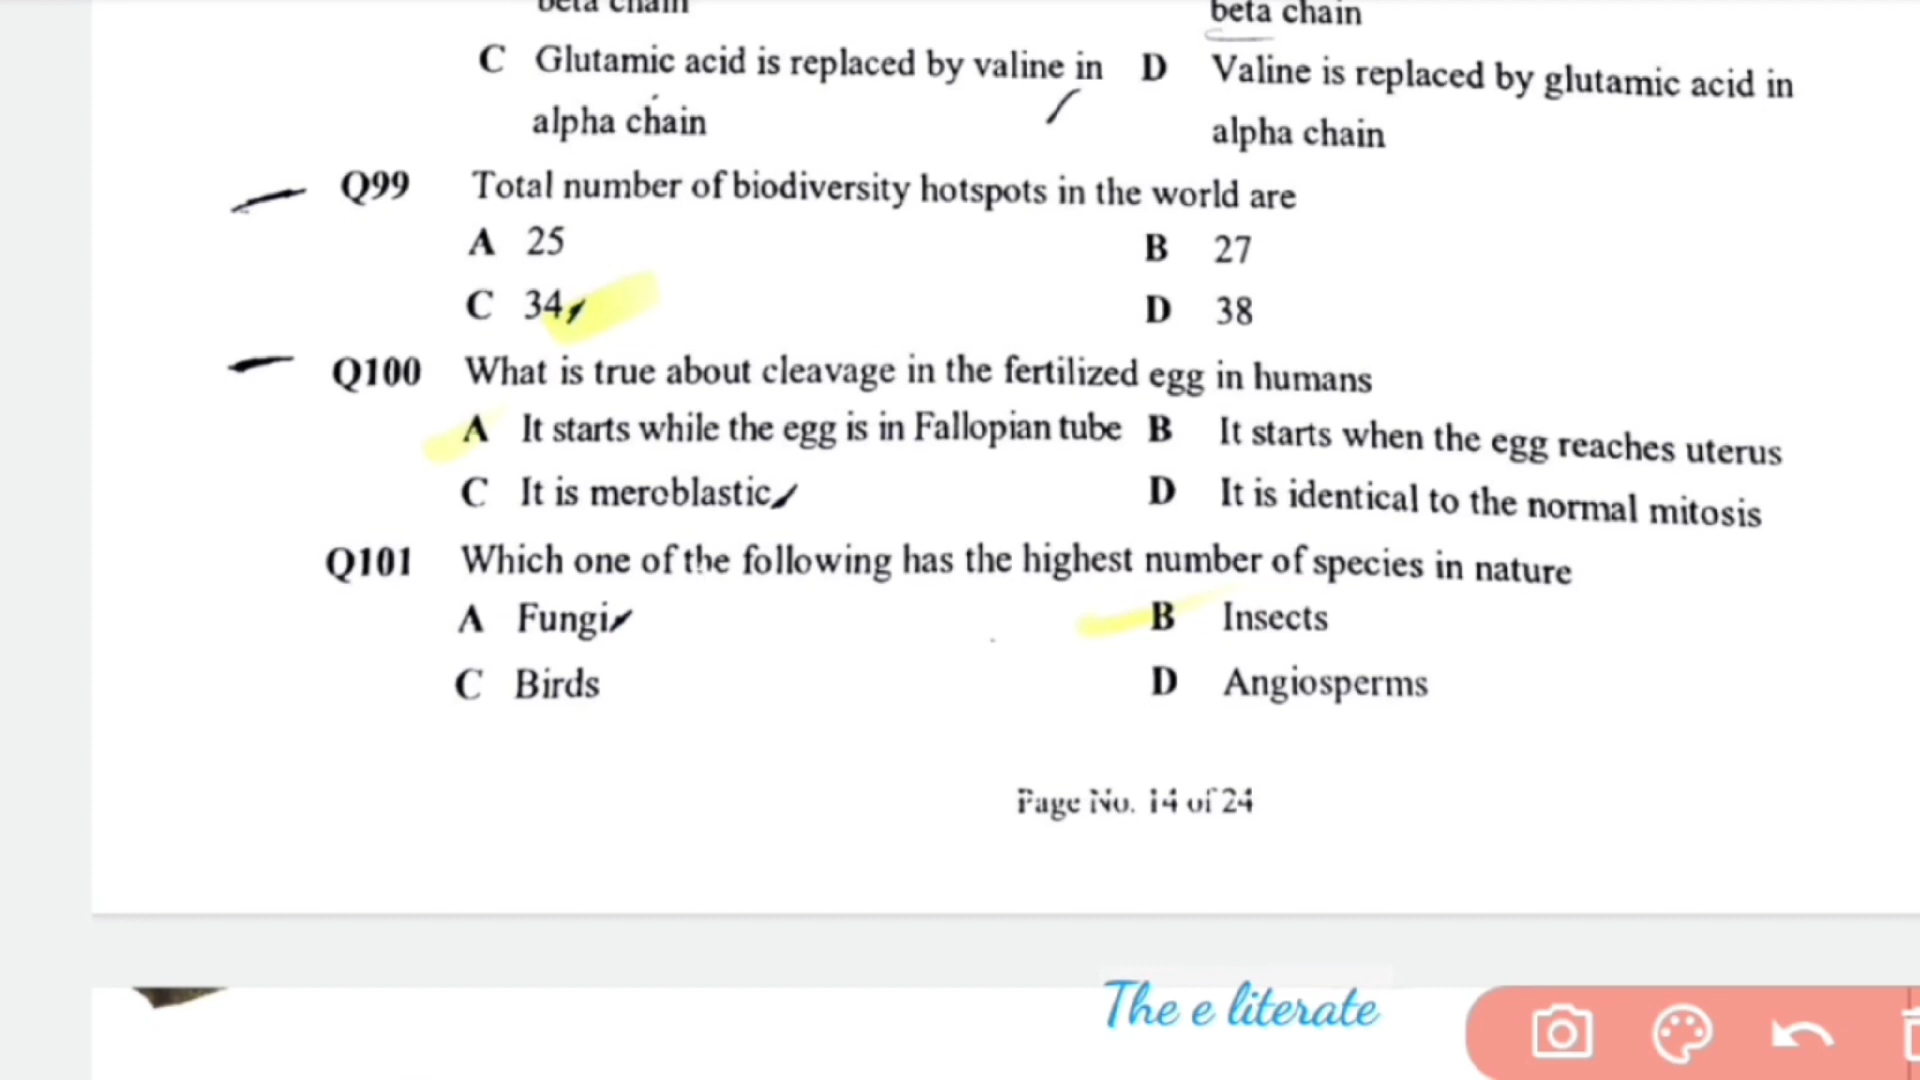 beta chain
beta chain
C Glutamic acid is replaced by valine in D Valine is replaced by glutamic acid in
alpha chain alpha chain
Q99 Total number of biodiversity hotspots in the world are
A 25 B 27
C 34 D 38
Q100 What is true about cleavage in the fertilized egg in humans
A It starts while the egg is in Fallopian tube B It starts when the egg reaches uterus
C It is meroblastic D It is identical to the normal mitosis
Q101 Which one of the following has the highest number of species in nature
A Fungi B Insects
C Birds D Angiosperms
Page No. 14 of 24
The e literate